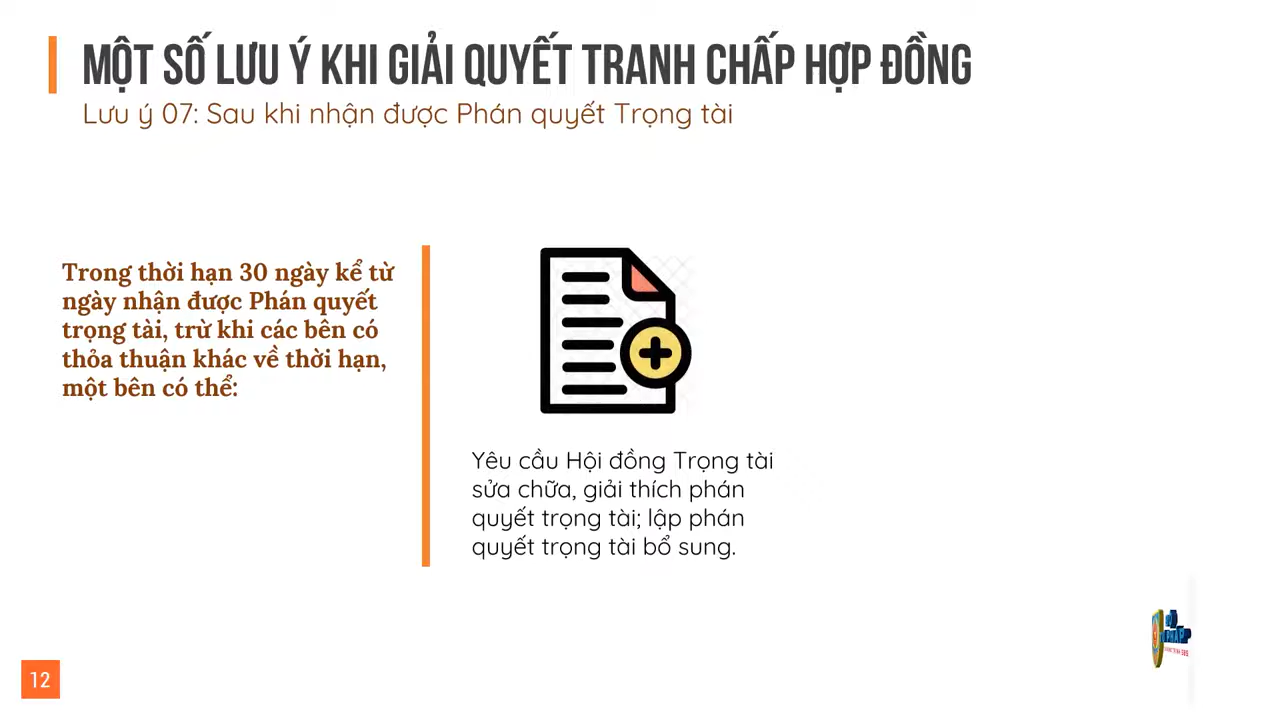 MỘT SỐ LƯU Ý KHI GIẢI QUYẾT TRANH CHẤP HỢP ĐỒNG
Lưu ý 07: Sau khi nhận được Phán quyết Trọng tài
Trong thời hạn 30 ngày kể từ
ngày nhận được Phán quyết
trọng tài, trừ khi các bên có
thỏa thuận khác về thời hạn,
một bên có thể:
Yêu cầu Hội đồng Trọng tài
sửa chữa, giải thích phán
quyết trọng tài; lập phán
quyết trọng tài bổ sung.
12